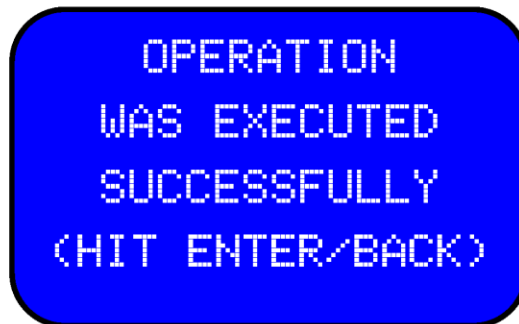 OPERATION
WAS EXECUTED
SUCCESSFULLY
(HIT ENTER/BACK)